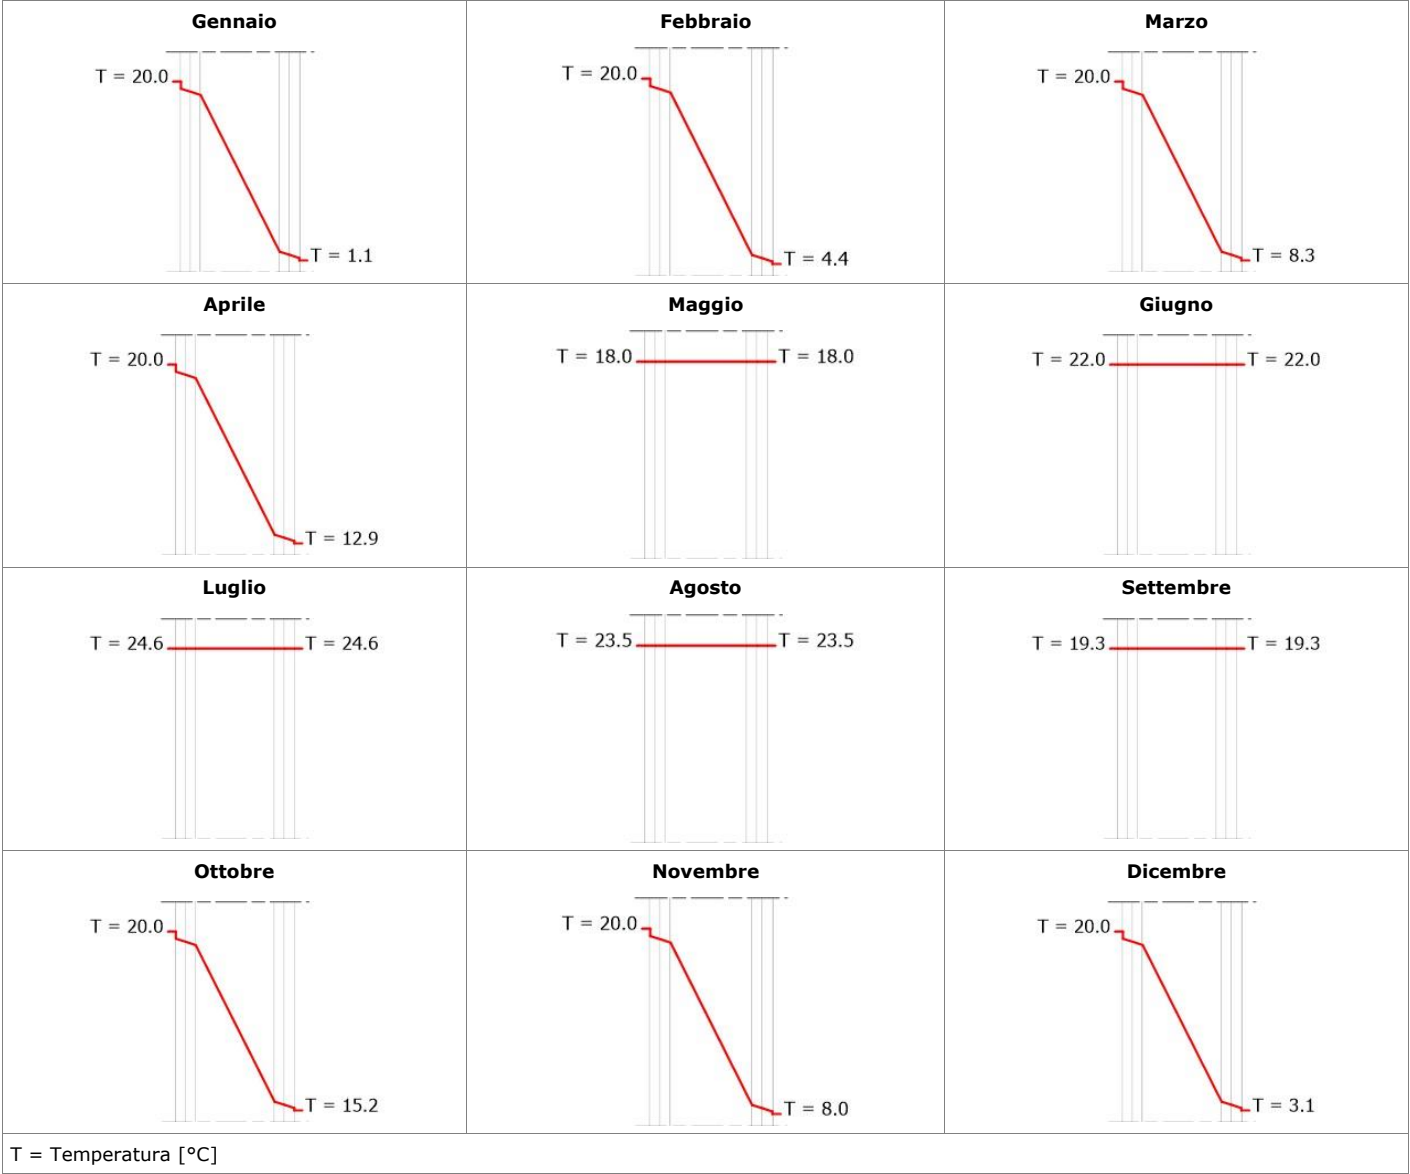 Gennaio Febbraio Marzo
T = 20.0 T = 1.1 T = 20.0 T = 4.4 T = 20.0 T = 8.3
Aprile Maggio Giugno
T = 20.0 T = 12.9 T = 18.0 T = 18.0 T = 22.0 T = 22.0
Luglio Agosto Settembre
T = 24.6 T = 24.6 T = 23.5 T = 23.5 T = 19.3 T = 19.3
Ottobre Novembre Dicembre
T = 20.0 T = 15.2 T = 20.0 T = 8.0 T = 20.0 T = 3.1
T = Temperatura [°C]